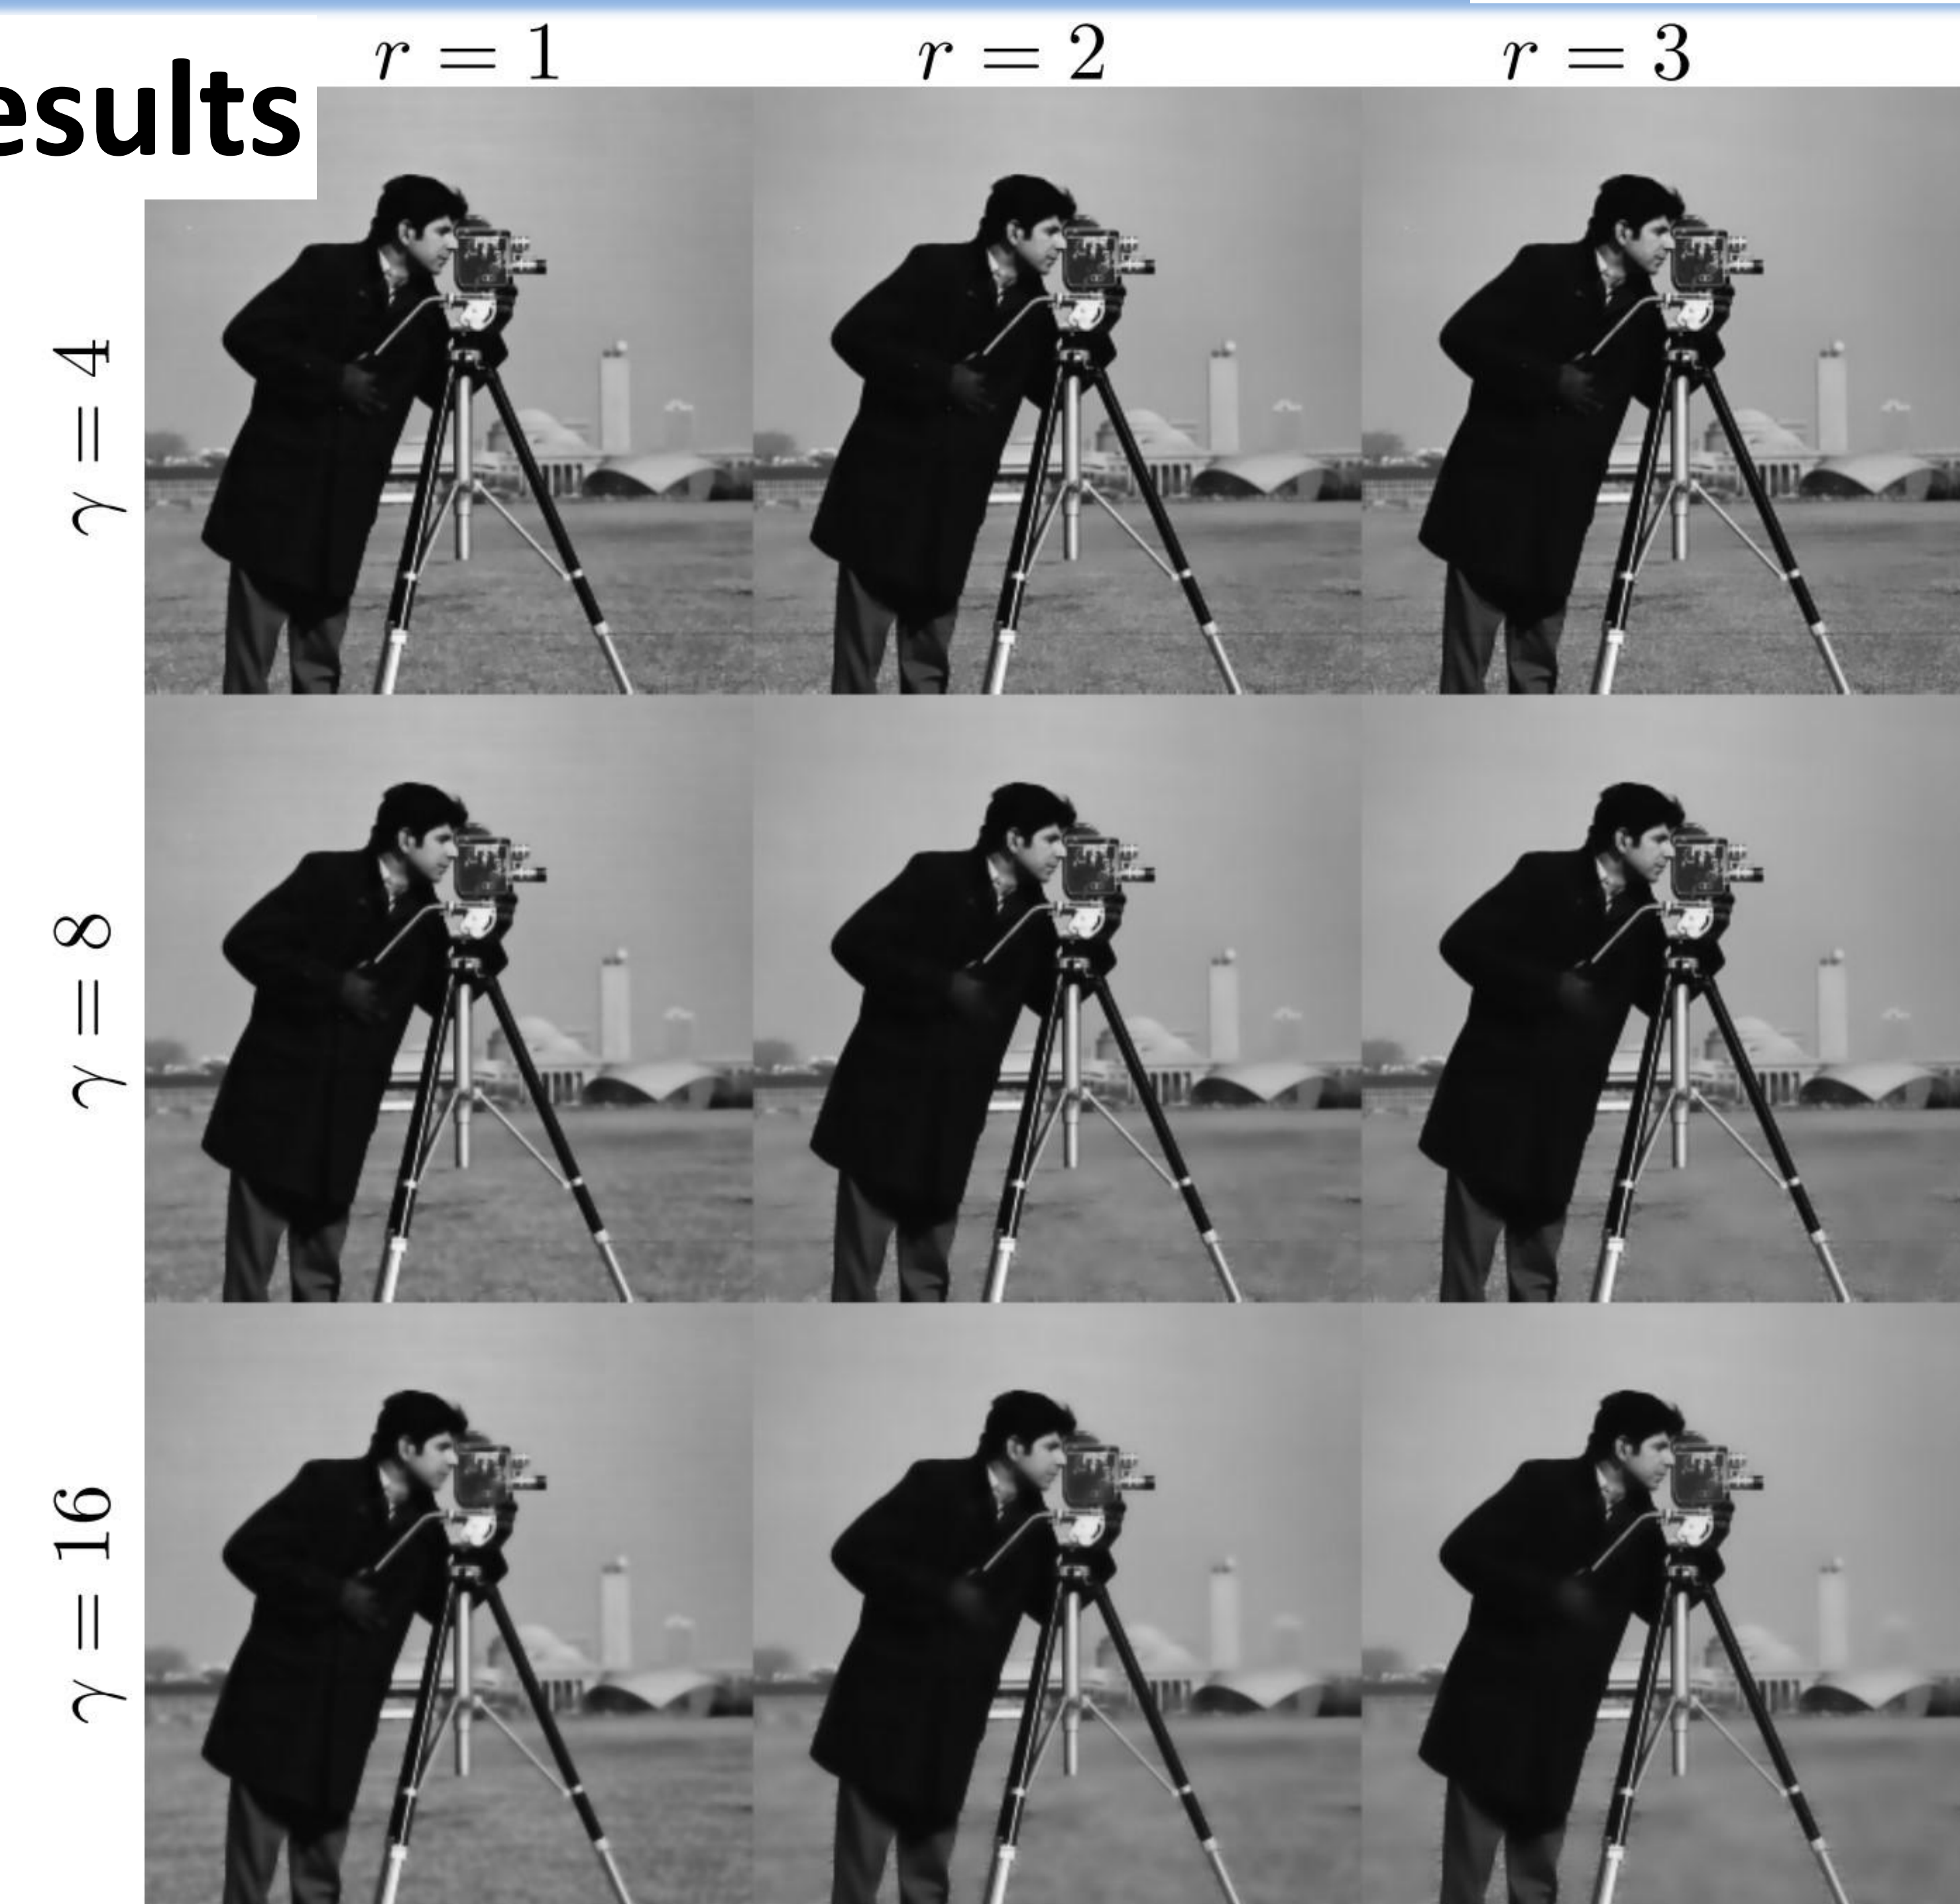 r = 1
r = 2
r = 3
esults
γ = 4
γ = 8
γ = 16